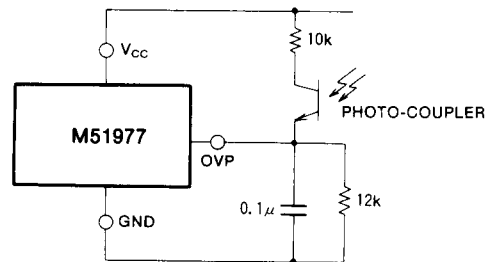 10k
VCC
PHOTO-COUPLER
M51977
OVP
0.1μ
12k
GND